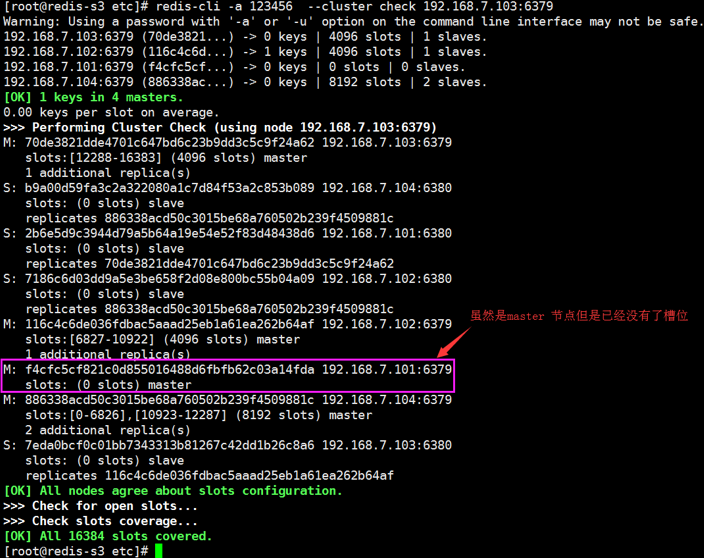 [root@redis-s3 etc]# redis-cli -a 123456  --cluster check 192.168.7.103:6379
Warning: Using a password with '-a' or '-u' option on the command line interface may not be safe.
192.168.7.103:6379 (70de3821...) -> 0 keys | 4096 slots | 1 slaves.
192.168.7.102:6379 (116c4c6d...) -> 1 keys | 4096 slots | 1 slaves.
192.168.7.101:6379 (f4cfc5cf...) -> 0 keys | 0 slots | 0 slaves.
192.168.7.104:6379 (886338ac...) -> 0 keys | 8192 slots | 2 slaves.
[OK] 1 keys in 4 masters.
0.00 keys per slot on average.
>>> Performing Cluster Check (using node 192.168.7.103:6379)
M: 70de3821dde4701c647bd6c23b9dd3c5c9f24a62 192.168.7.103:6379
slots:[12288-16383] (4096 slots) master
1 additional replica(s)
S: b9a00d59fa3c2a322080a1c7d84f53a2c853b089 192.168.7.104:6380
slots: (0 slots) slave
replicates 886338acd50c3015be68a760502b239f4509881c
S: 2b6e5d9c3944d79a5b64a19e54e52f83d48438d6 192.168.7.101:6380
slots: (0 slots) slave
replicates 70de3821dde4701c647bd6c23b9dd3c5c9f24a62
S: 7186c6d03dd9a5e3be658f2d08e800bc55b04a09 192.168.7.102:6380
slots: (0 slots) slave
replicates 886338acd50c3015be68a760502b239f4509881c
虽然是master 节点但是已经没有了槽位
M: 116c4c6de036fdbac5aaad25eb1a61ea262b64af 192.168.7.102:6379
slots:[6827-10922] (4096 slots) master
1 additional replica(s)
M: f4cfc5cf821c0d855016488d6fbfb62c03a14fda 192.168.7.101:6379
slots: (0 slots) master
M: 886338acd50c3015be68a760502b239f4509881c 192.168.7.104:6379
slots:[0-6826],[10923-12287] (8192 slots) master
2 additional replica(s)
S: 7eda0bcf0c01bb7343313b81267c42dd1b26c8a6 192.168.7.103:6380
slots: (0 slots) slave
replicates 116c4c6de036fdbac5aaad25eb1a61ea262b64af
[OK] All nodes agree about slots configuration.
>>> Check for open slots...
>>> Check slots coverage...
[OK] All 16384 slots covered.
[root@redis-s3 etc]#